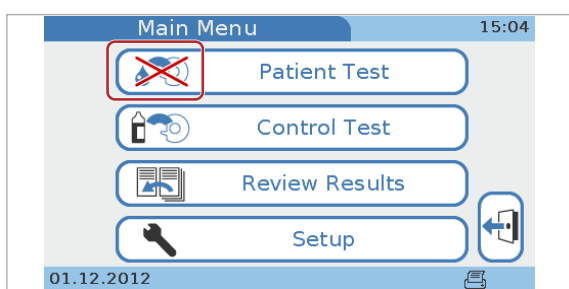 Main Menu 15:04
Patient Test
Control Test
Review Results
Setup
01.12.2012